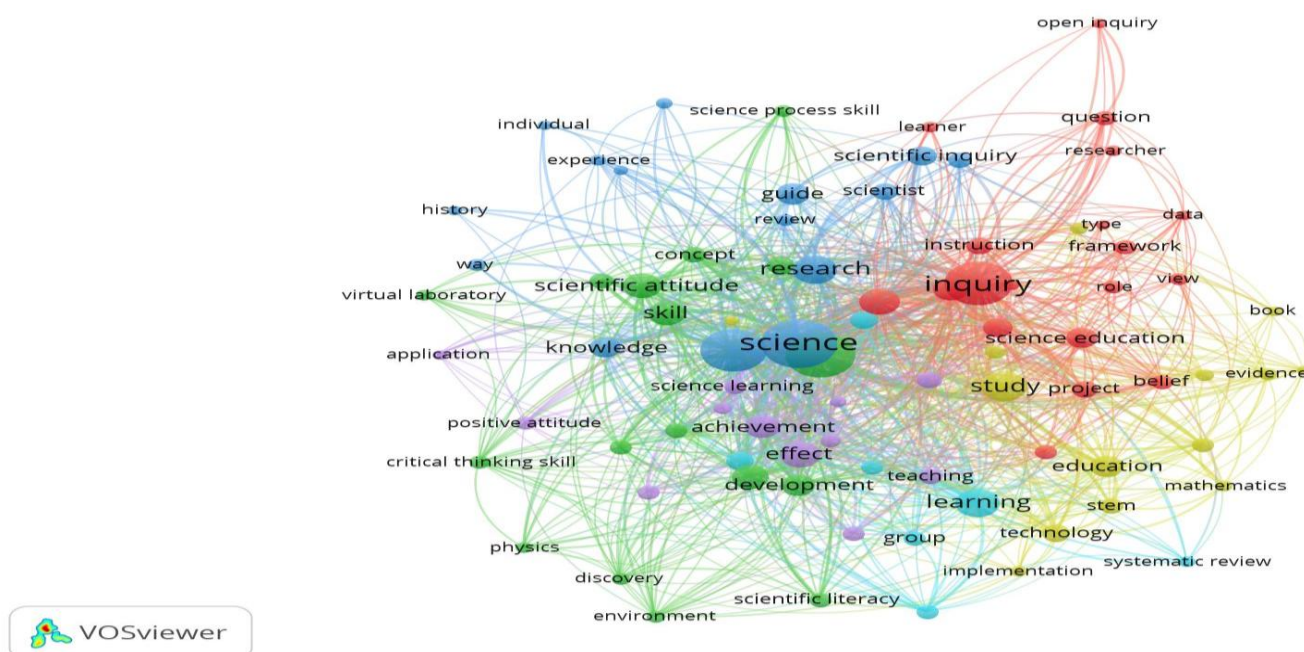 open inquiry
science process skill
question
individual
learner
researcher
experience
scientific inquiry
guide
scientist
history
review
data
type
concept
instruction
framework
way
research
view
virtual laboratory
scientific attitude
inquiry
role
skill
book
application
knowledge
science
science education
science learning
study
project
belief
evidence
positive attitude
achievement
critical thinking skill
effect
education
development
teaching
mathematics
learning
stem
physics
group
technology
discovery
implementation
systematic review
environment
scientific literacy
VOSviewer